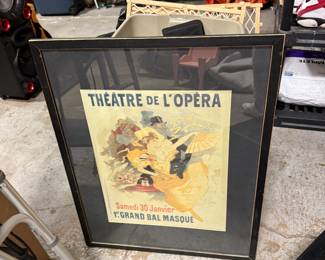 THÉATRE DE L'OPÉRA
Samedi 30 Janvier
1ER GRAND BAL MASQUÉ